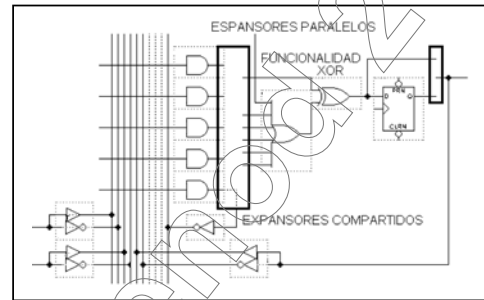 ESPANSORES PARALELOS
FUNCIONALIDAD
XOR
PRN
D Q
CLRN
EXPANSORES COMPARTIDOS